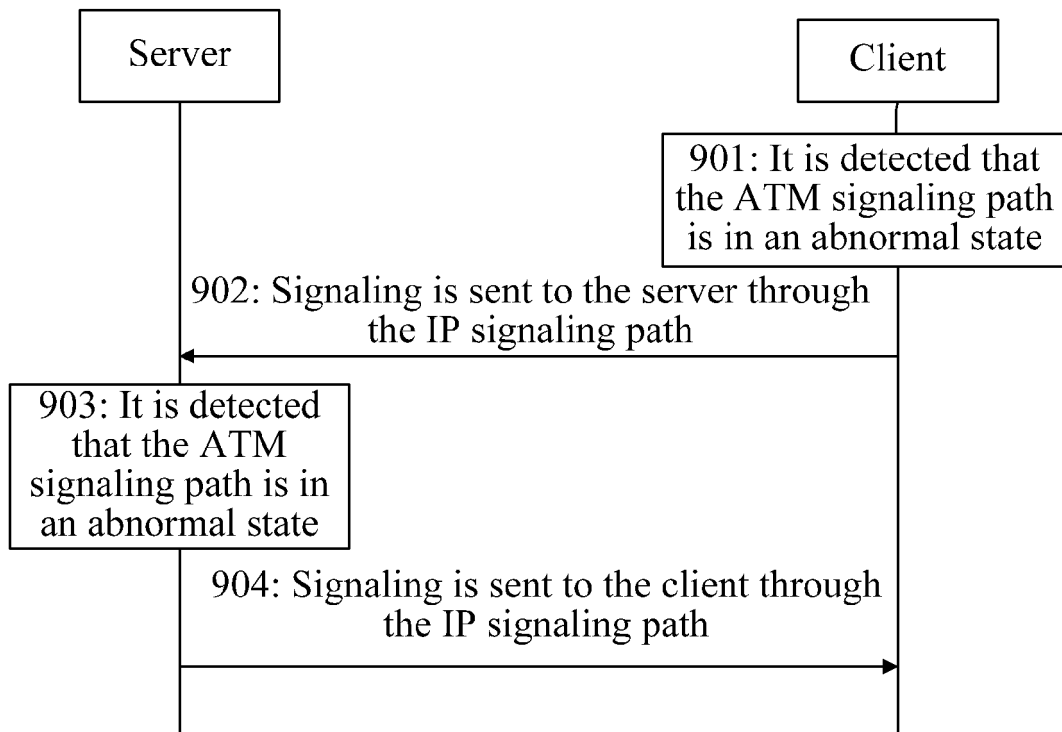 Server
Client
901: It is detected that
the ATM signaling path
is in an abnormal state
902: Signaling is sent to the server through
the IP signaling path
903: It is detected
that the ATM
signaling path is in
an abnormal state
904: Signaling is sent to the client through
the IP signaling path